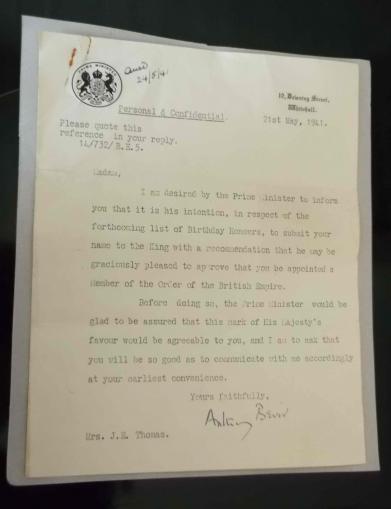 PRIME MINISTER
24/5/41
10, Downing Street,
Whitehall.
Personal & Confidential.
21st May, 1941.
Please quote this
reference in your reply.
14/732/B.E.5.
Madam,
I am desired by the Prime Minister to inform
you that it is his intention, in respect of the
forthcoming list of Birthday Honours, to submit your
name to the King with a recommendation that he may be
graciously pleased to approve that you be appointed a
Member of the Order of the British Empire.
Before doing so, the Prime Minister would be
glad to be assured that this mark of His Majesty's
favour would be agreeable to you, and I am to ask that
you will be so good as to communicate with me accordingly
at your earliest convenience.
Yours faithfully,
Anthony Bevir
Mrs. J.E. Thomas.